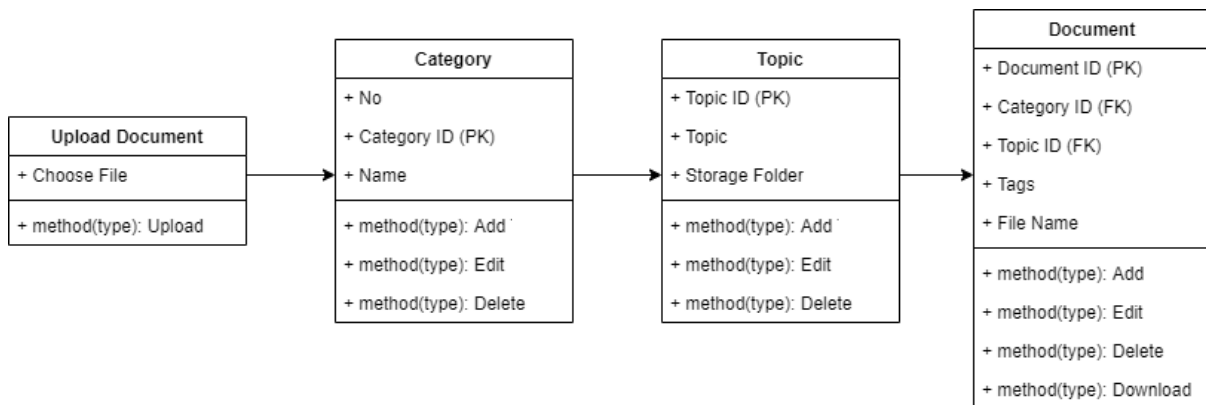 Upload Document
+ Choose File
+ method(type): Upload
Category
+ No
+ Category ID (PK)
+ Name
+ method(type): Add
+ method(type): Edit
+ method(type): Delete
Topic
+ Topic ID (PK)
+ Topic
+ Storage Folder
+ method(type): Add
+ method(type): Edit
+ method(type): Delete
Document
+ Document ID (PK)
+ Category ID (FK)
+ Topic ID (FK)
+ Tags
+ File Name
+ method(type): Add
+ method(type): Edit
+ method(type): Delete
+ method(type): Download